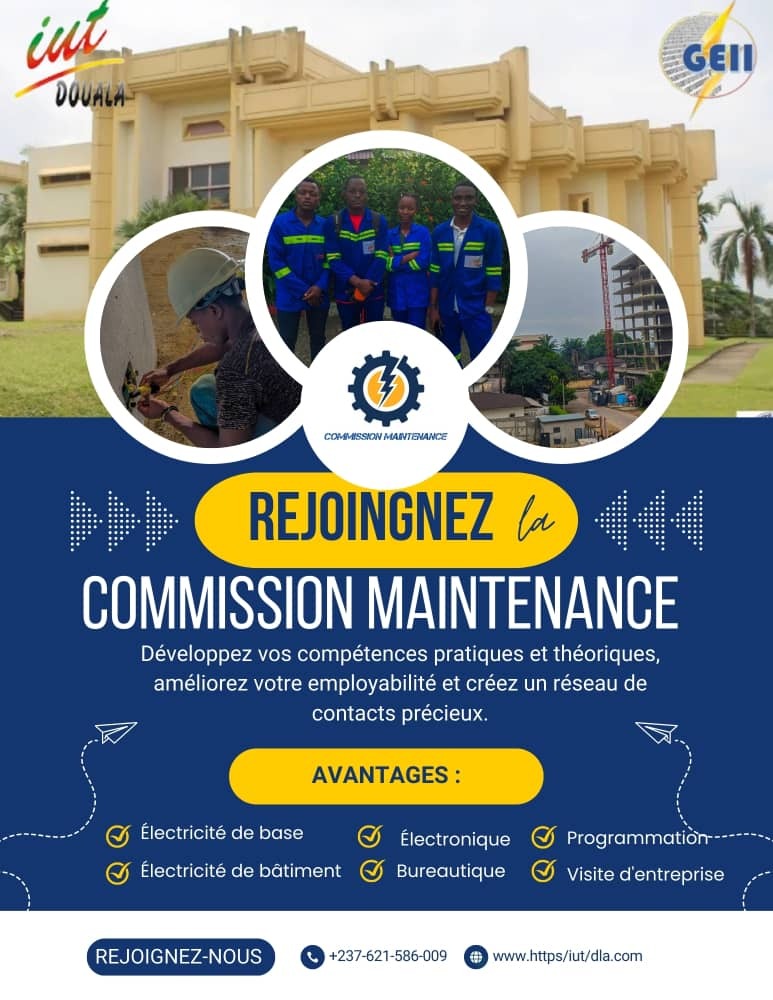 iut
DOUALA
GEII
COMMISSION MAINTENANCE
REJOINGNEZ la
COMMISSION MAINTENANCE
Développez vos compétences pratiques et théoriques,
améliorez votre employabilité et créez un réseau de
contacts précieux.
AVANTAGES :
Électricité de base
Électronique
Programmation
Électricité de bâtiment
Bureautique
Visite d'entreprise
REJOIGNEZ-NOUS
+237-621-586-009
www.https/iut/dla.com